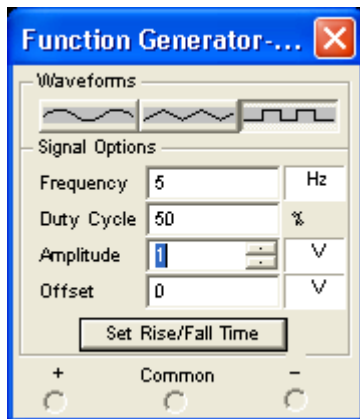 Function Generator-...
Waveforms
Signal Options
Frequency 5 Hz
Duty Cycle 50 %
Amplitude 1 V
Offset 0 V
Set Rise/Fall Time
+ Common -